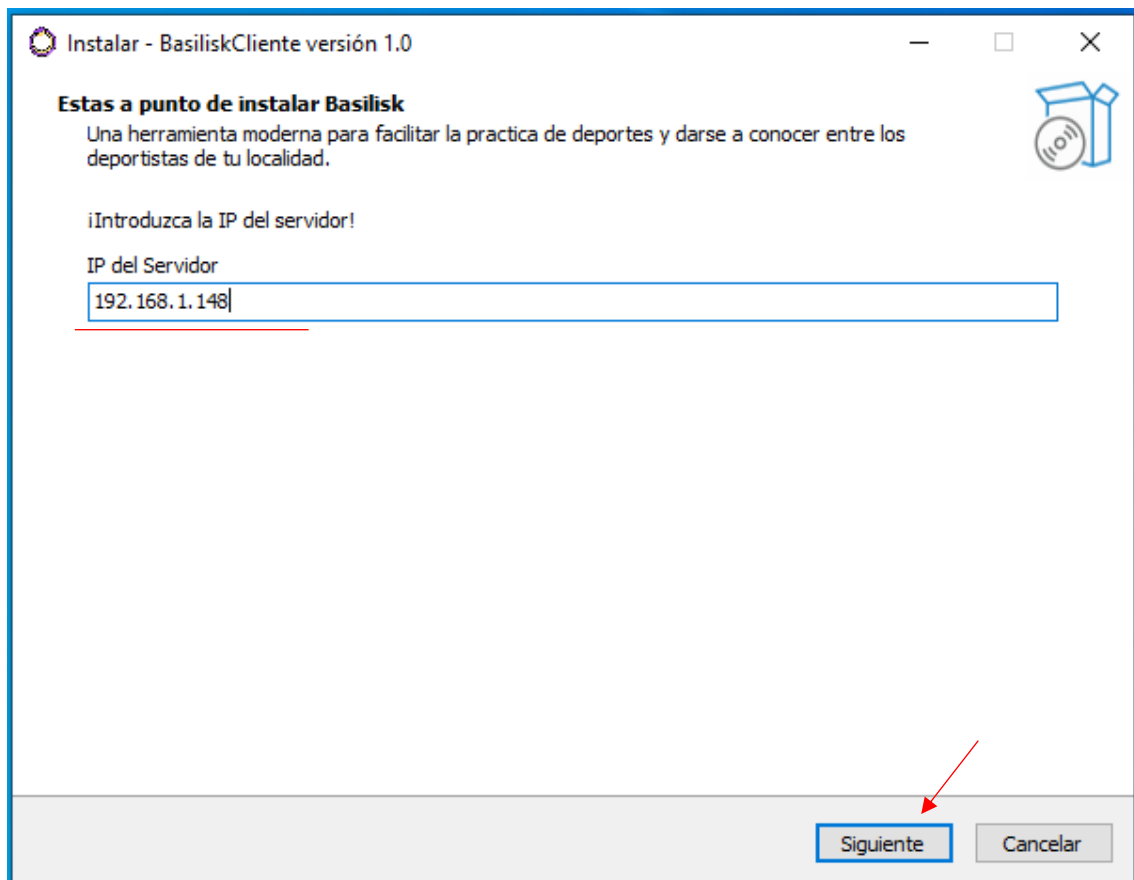 Instalar - BasiliskCliente versión 1.0
Estas a punto de instalar Basilisk
Una herramienta moderna para facilitar la practica de deportes y darse a conocer entre los
deportistas de tu localidad.
¡Introduzca la IP del servidor!
IP del Servidor
192.168.1.148
Siguiente
Cancelar